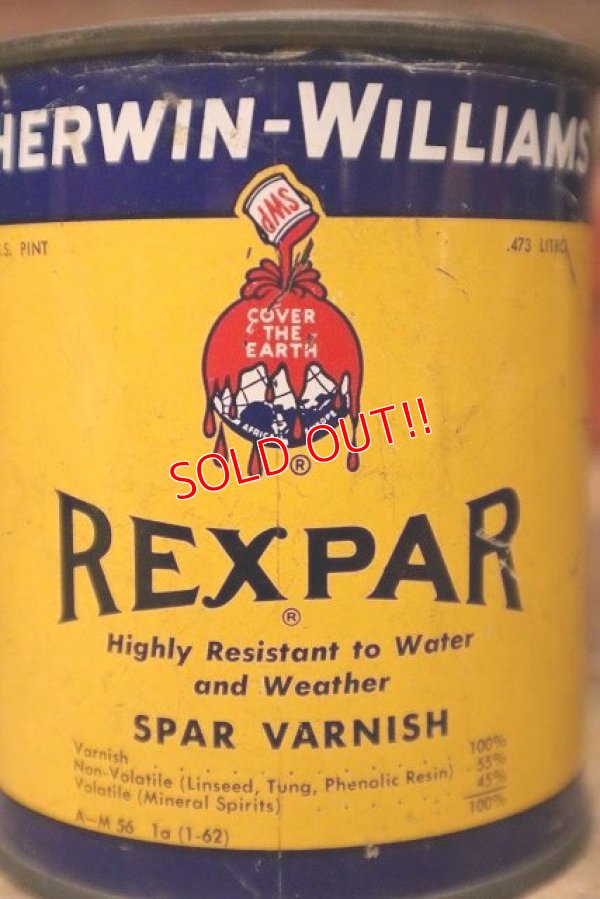 HERWIN-WILLIAMS
SWP
.S. PINT
.473 LITRO
COVER
THE
EARTH
AFRICA
SOLD OUT!!
®
REXPAR
®
Highly Resistant to Water
and Weather
SPAR VARNISH
Varnish . . . . . . . . . . 100%
Non-Volatile (Linseed, Tung, Phenolic Resin) . 55%
Volatile (Mineral Spirits) . . . . . . . 45%
100%
A-M 56 1a (1-62)